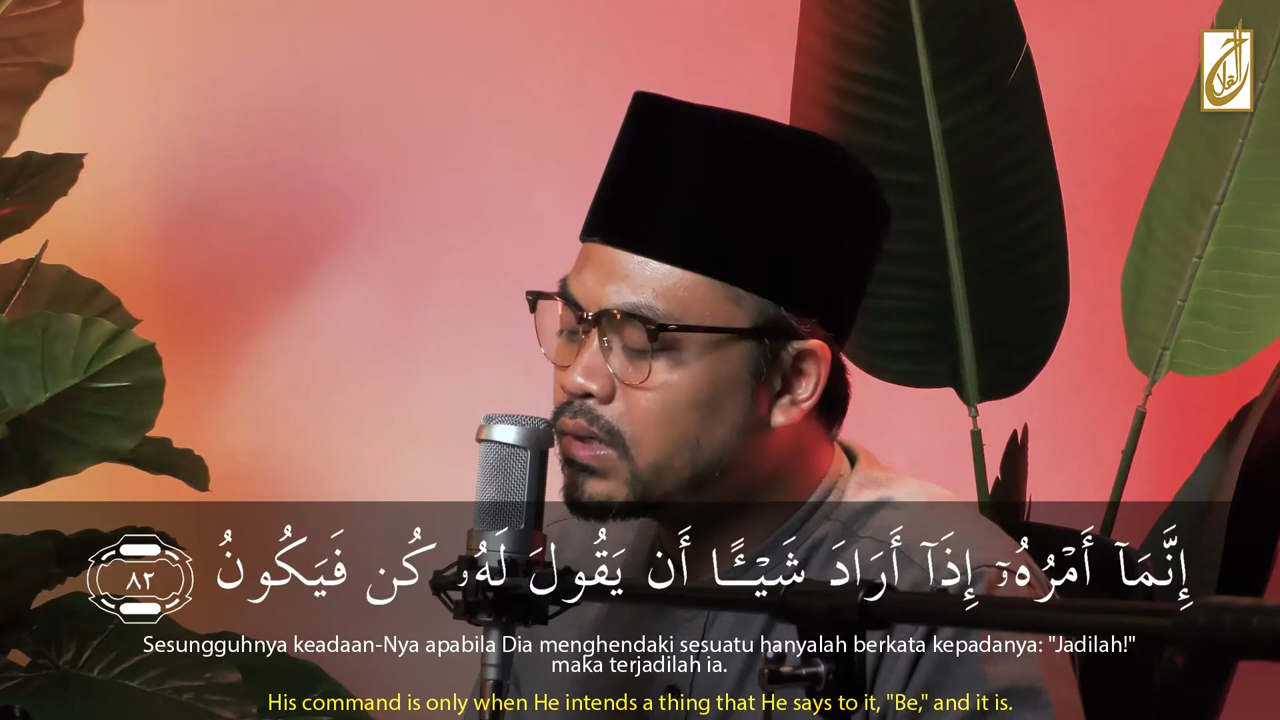 إِنَّمَآ أَمْرُهُۥٓ إِذَآ أَرَادَ شَيْـًٔا أَن يَقُولَ لَهُۥ كُن فَيَكُونُ ٨٢
Sesungguhnya keadaan-Nya apabila Dia menghendaki sesuatu hanyalah berkata kepadanya: "Jadilah!"
maka terjadilah ia.
His command is only when He intends a thing that He says to it, "Be," and it is.